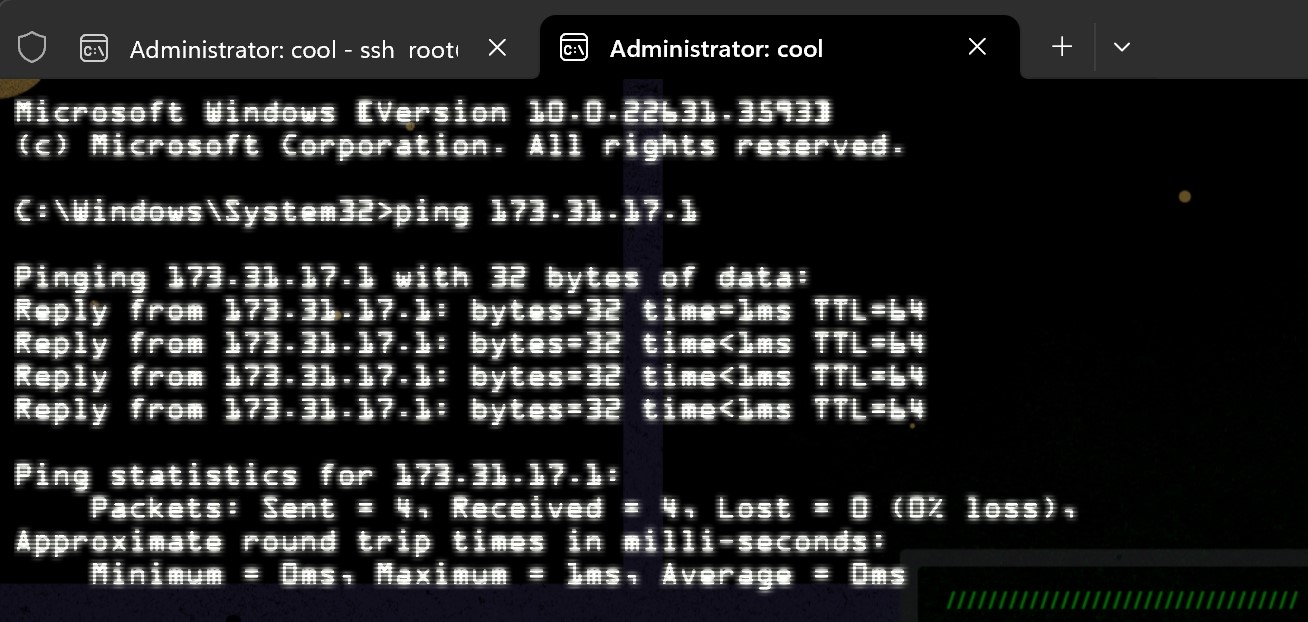 Administrator: cool - ssh root(
Administrator: cool
Microsoft Windows [Version 10.0.22631.3593]
(c) Microsoft Corporation. All rights reserved.
C:\Windows\System32>ping 173.31.17.1
Pinging 173.31.17.1 with 32 bytes of data:
Reply from 173.31.17.1: bytes=32 time=1ms TTL=64
Reply from 173.31.17.1: bytes=32 time<1ms TTL=64
Reply from 173.31.17.1: bytes=32 time<1ms TTL=64
Reply from 173.31.17.1: bytes=32 time<1ms TTL=64
Ping statistics for 173.31.17.1:
Packets: Sent = 4, Received = 4, Lost = 0 (0% loss),
Approximate round trip times in milli-seconds:
Minimum = 0ms, Maximum = 1ms, Average = 0ms